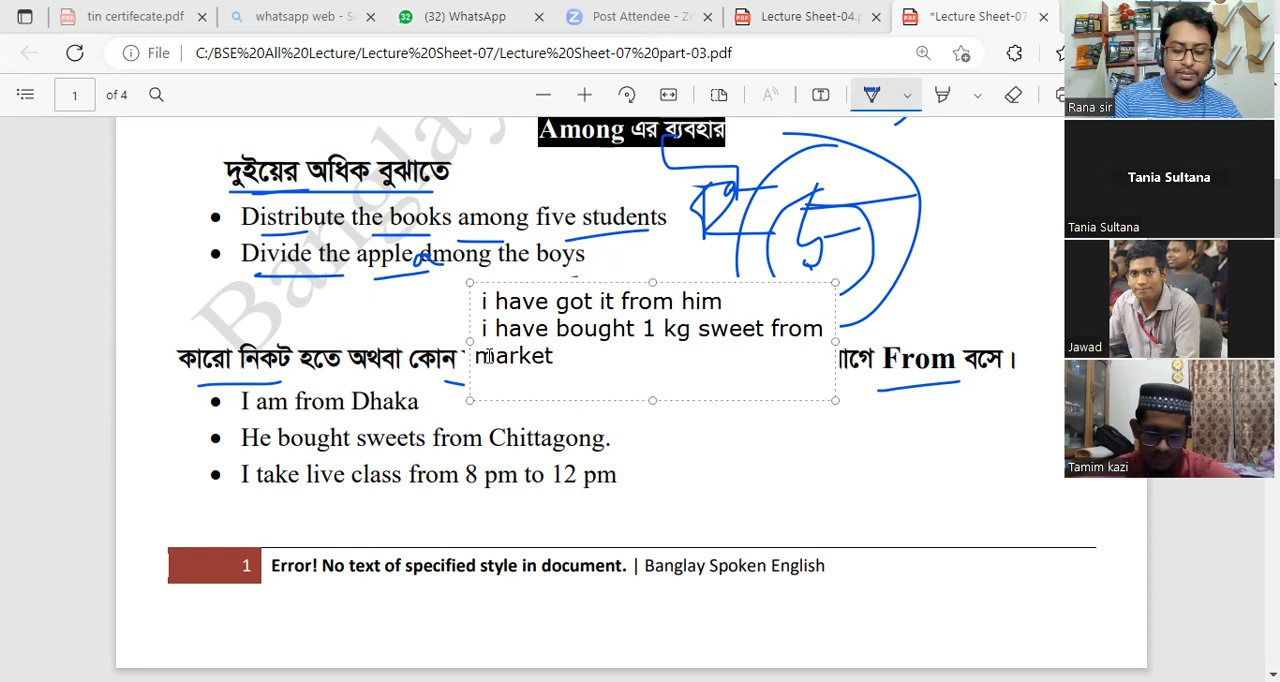 tin certifecate.pdf
whatsapp web - S
(32) WhatsApp
Post Attendee - Z
Lecture Sheet-04.
*Lecture Sheet-07
File
C:/BSE%20All%20Lecture/Lecture%20Sheet-07/Lecture%20Sheet-07%20part-03.pdf
1 of 4
Rana sir
Among এর ব্যবহার
দুইয়ের অধিক বুঝাতে
• Distribute the books among five students
• Divide the apple among the boys
i have got it from him
i have bought 1 kg sweet from
market
কারো নিকট হতে অথবা কোন
From বসে।
• I am from Dhaka
• He bought sweets from Chittagong.
• I take live class from 8 pm to 12 pm
1 Error! No text of specified style in document. | Banglay Spoken English
Banglay
Tania Sultana
Tania Sultana
Jawad
Tamim kazi